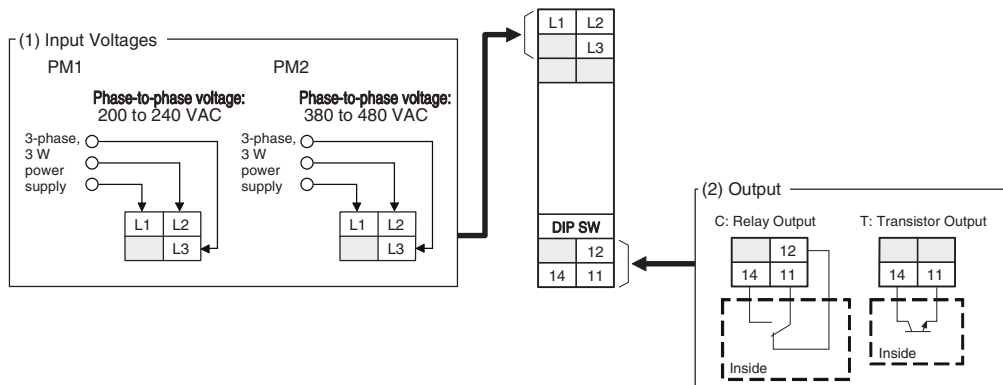 (1) Input Voltages
PM1
Phase-to-phase voltage:
200 to 240 VAC
3-phase,
3 W
power
supply
L1 L2
L3
PM2
Phase-to-phase voltage:
380 to 480 VAC
3-phase,
3 W
power
supply
L1 L2
L3
L1 L2
L3
DIP SW
12
14 11
(2) Output
C: Relay Output
12
14 11
Inside
T: Transistor Output
14 11
Inside